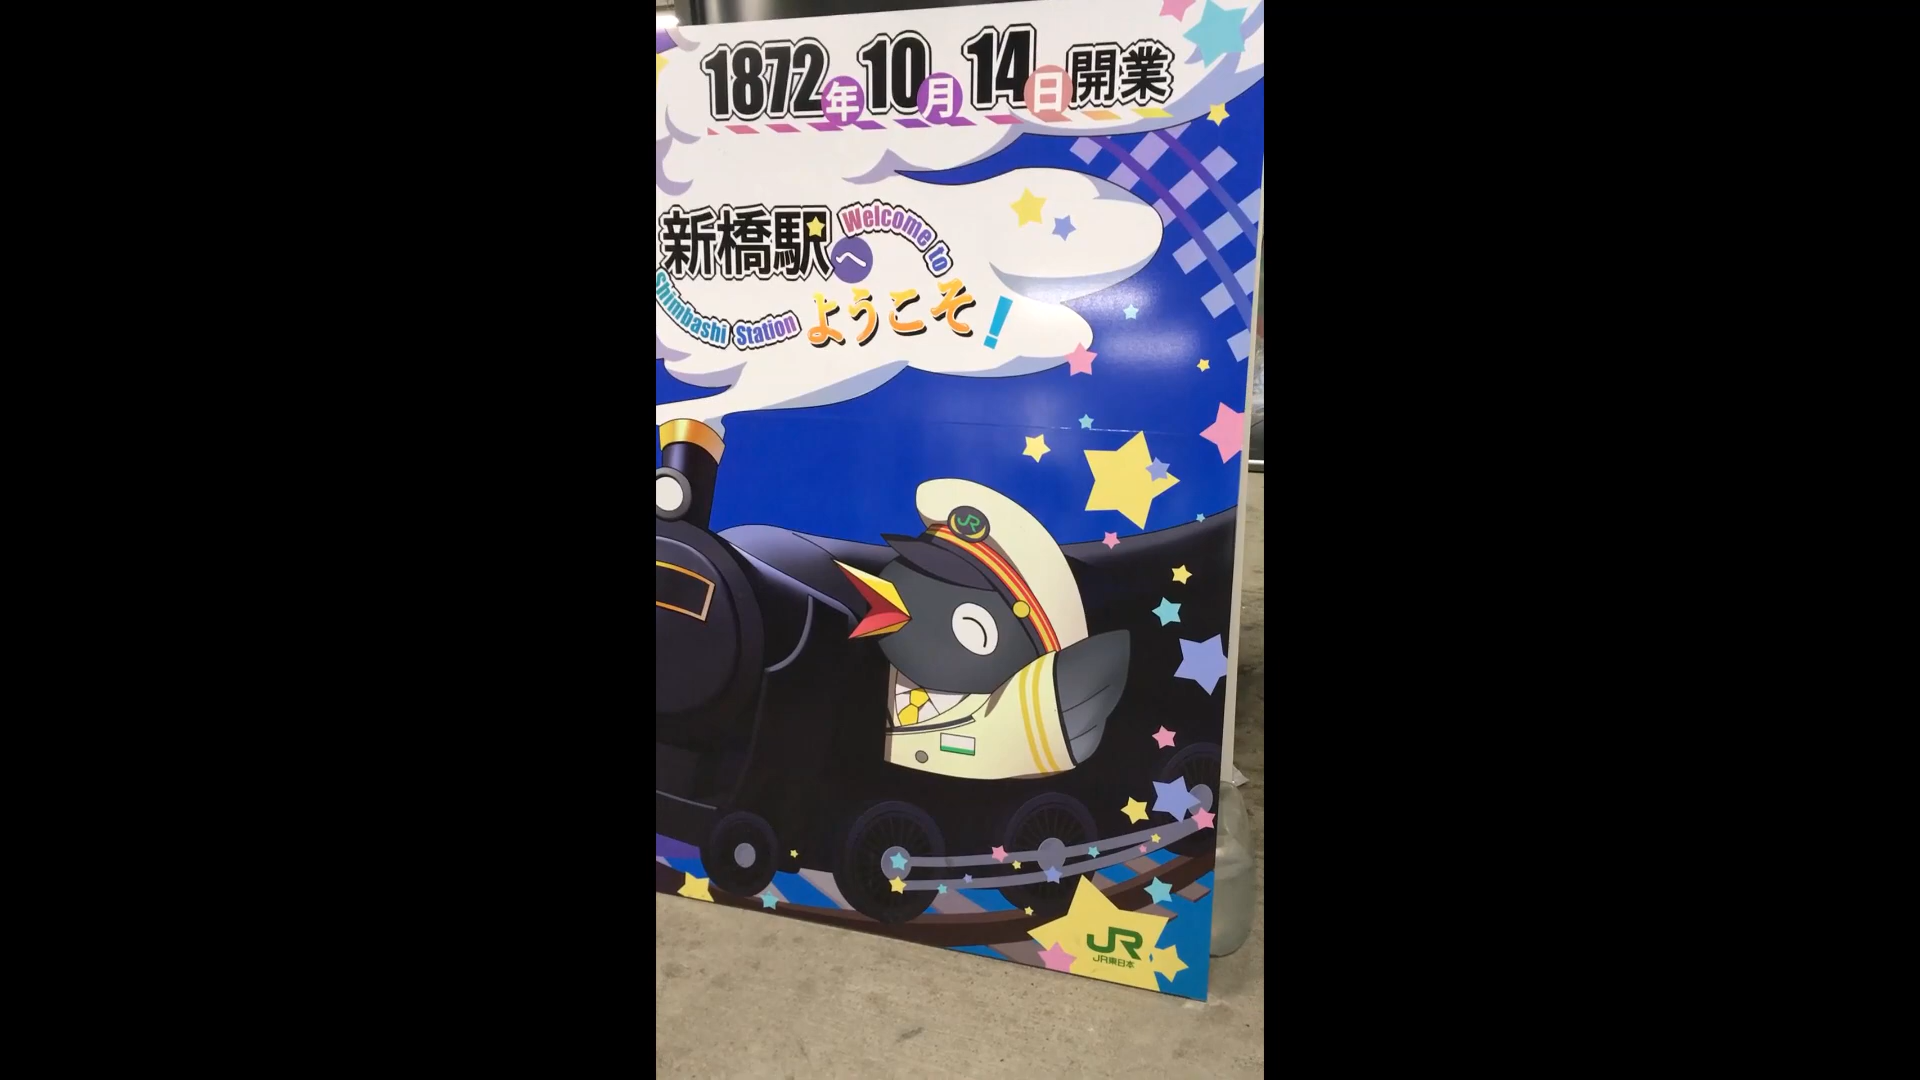 1872年10月14日開業
新橋駅へ
Welcome to
Shimbashi Station
ようこそ!
JR
JR
JR東日本